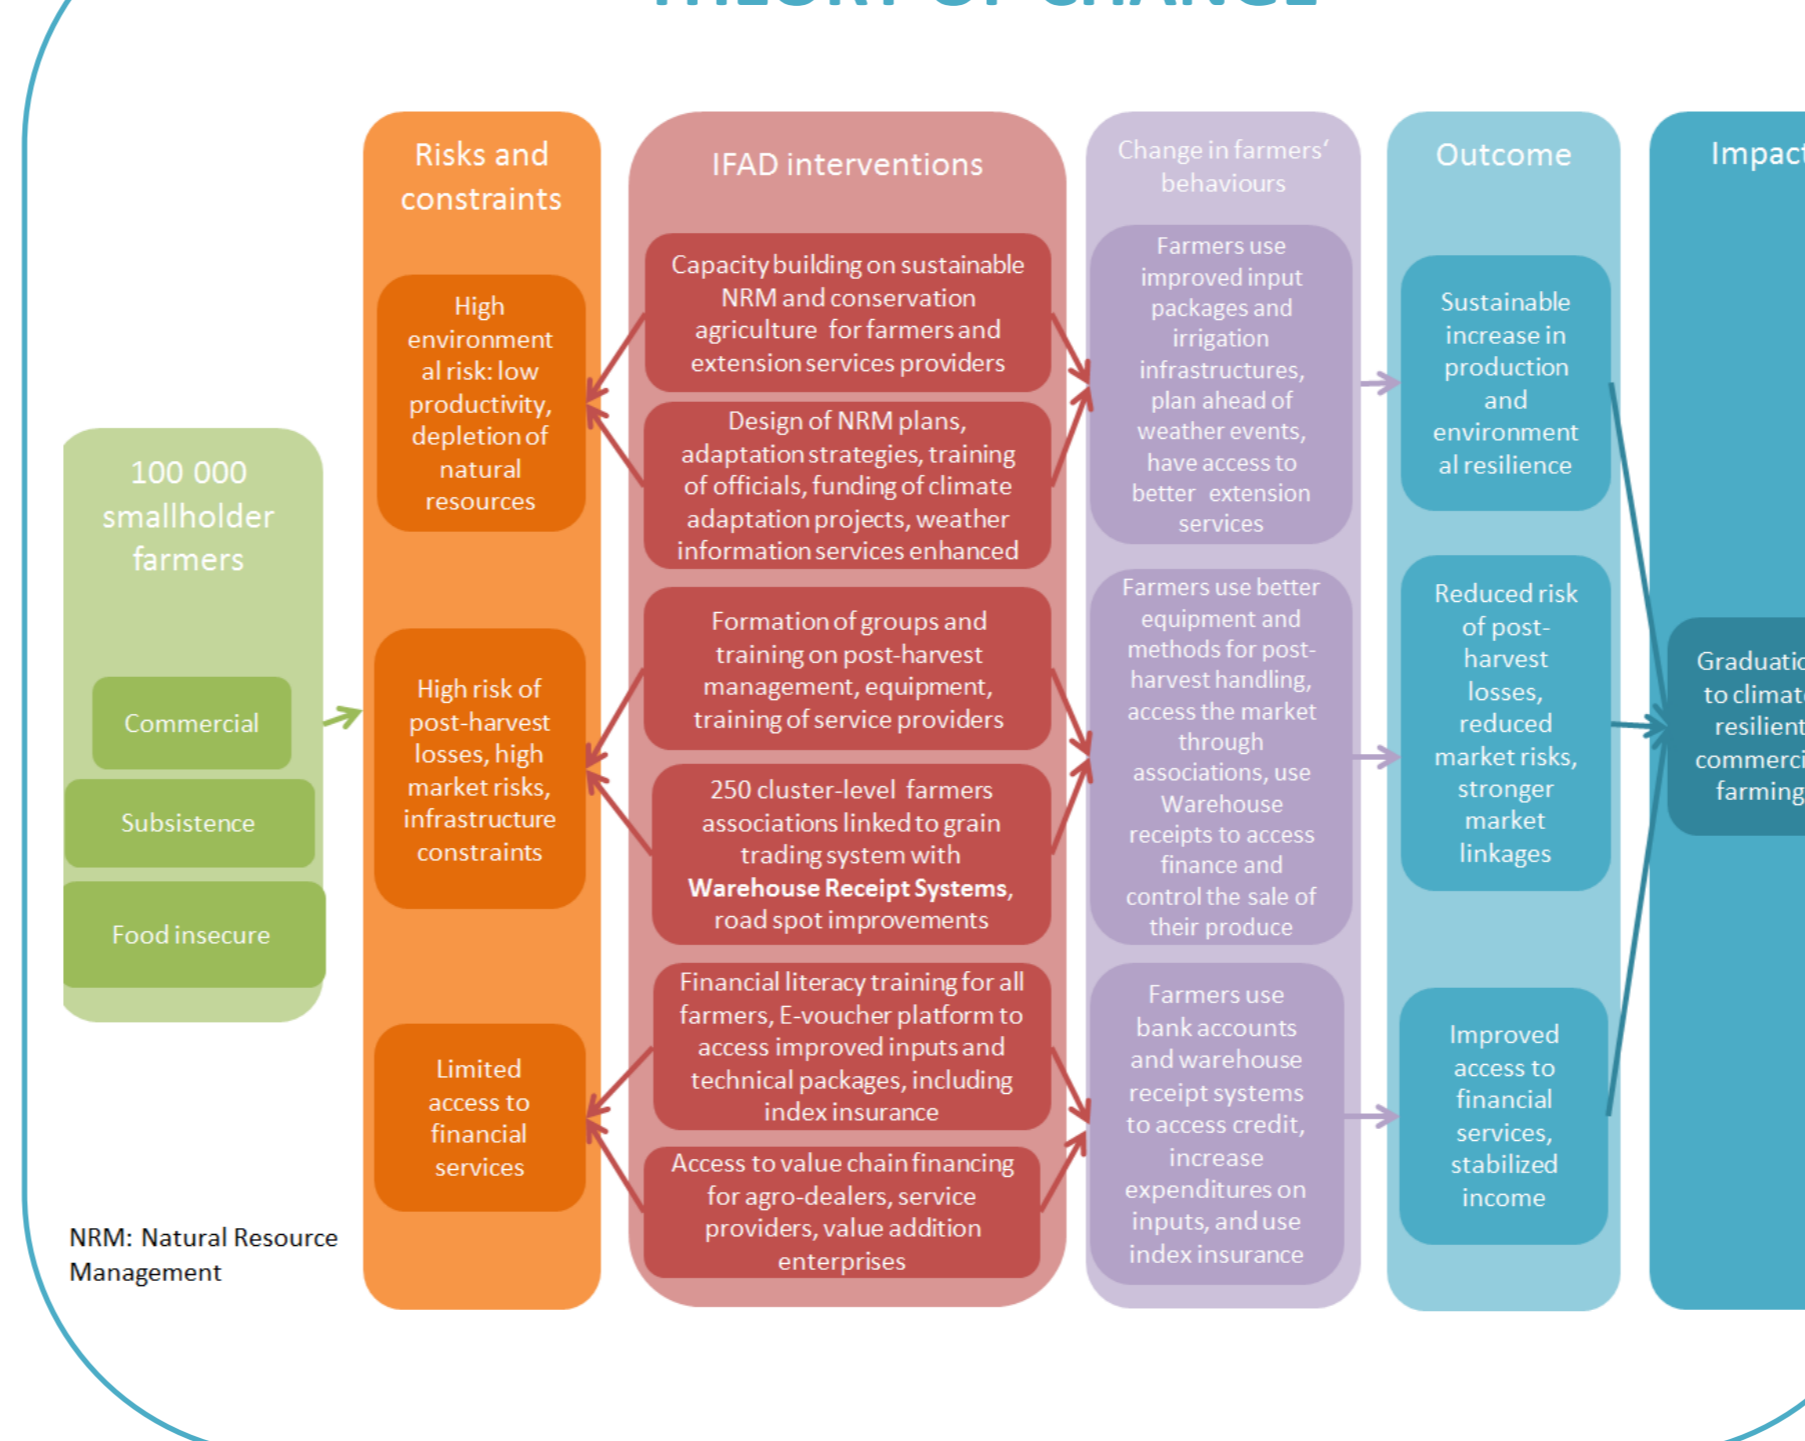 THEORY OF CHANGE
100 000
smallholder
farmers
Commercial
Subsistence
Food insecure
NRM: Natural Resource
Management
Risks and
constraints
High
environment
al risk: low
productivity,
depletion of
natural
resources
High risk of
post-harvest
losses, high
market risks,
infrastructure
constraints
Limited
access to
financial
services
IFAD interventions
Capacity building on sustainable
NRM and conservation
agriculture for farmers and
extension services providers
Design of NRM plans,
adaptation strategies, training
of officials, funding of climate
adaptation projects, weather
information services enhanced
Formation of groups and
training on post-harvest
management, equipment,
training of service providers
250 cluster-level farmers
associations linked to grain
trading system with
Warehouse Receipt Systems,
road spot improvements
Financial literacy training for all
farmers, E-voucher platform to
access improved inputs and
technical packages, including
index insurance
Access to value chain financing
for agro-dealers, service
providers, value addition
enterprises
Change in farmers‘
behaviours
Farmers use
improved input
packages and
irrigation
infrastructures,
plan ahead of
weather events,
have access to
better extension
services
Farmers use better
equipment and
methods for post-
harvest handling,
access the market
through
associations, use
Warehouse
receipts to access
finance and
control the sale of
their produce
Farmers use
bank accounts
and warehouse
receipt systems
to access credit,
increase
expenditures on
inputs, and use
index insurance
Outcome
Sustainable
increase in
production
and
environment
al resilience
Reduced risk
of post-
harvest
losses,
reduced
market risks,
stronger
market
linkages
Improved
access to
financial
services,
stabilized
income
Impact
Graduatio
to climate
resilient
commerci
farming